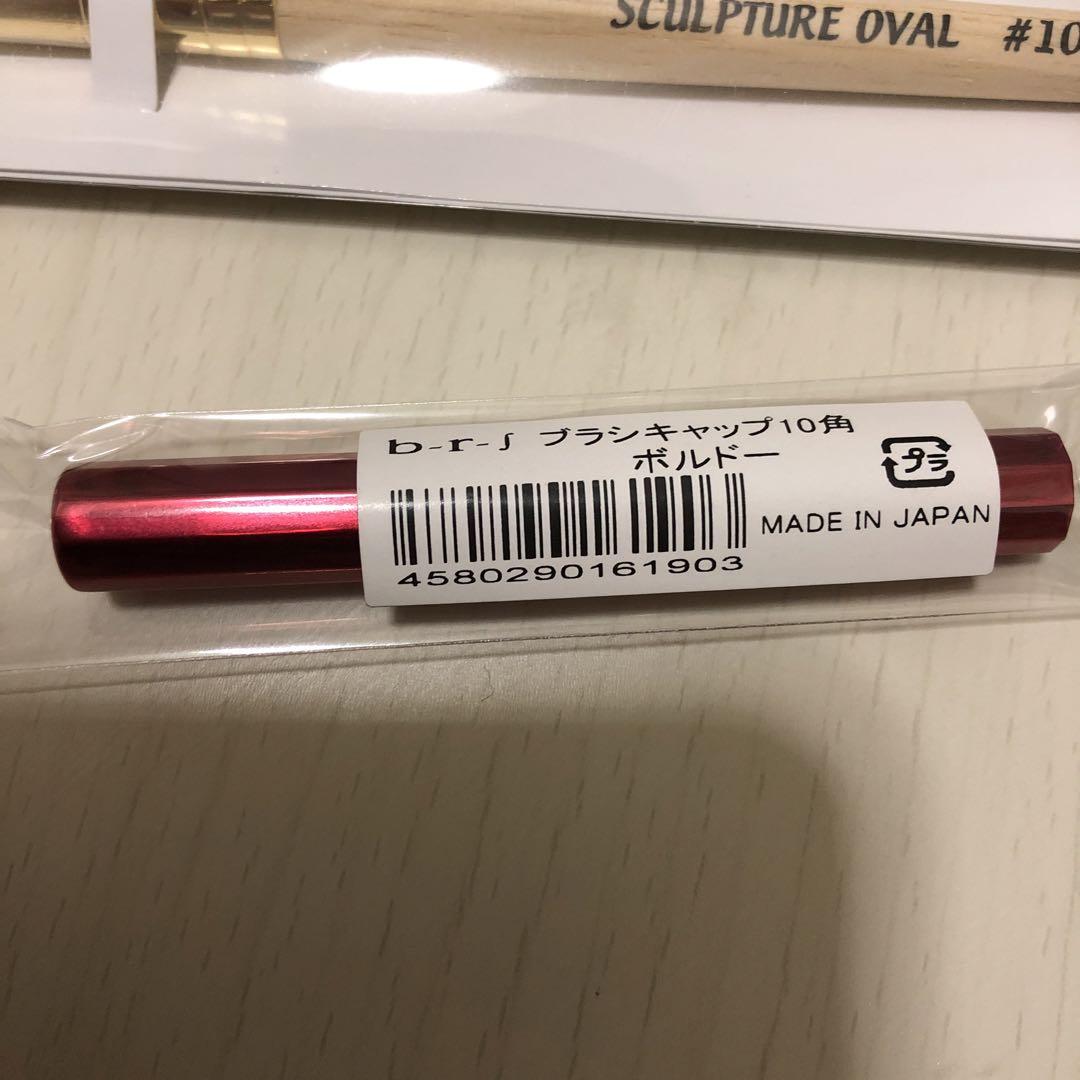 SCULPTURE OVAL #10
b-r-s ブラシキャップ10角
ボルドー
プラ
MADE IN JAPAN
4580290161903